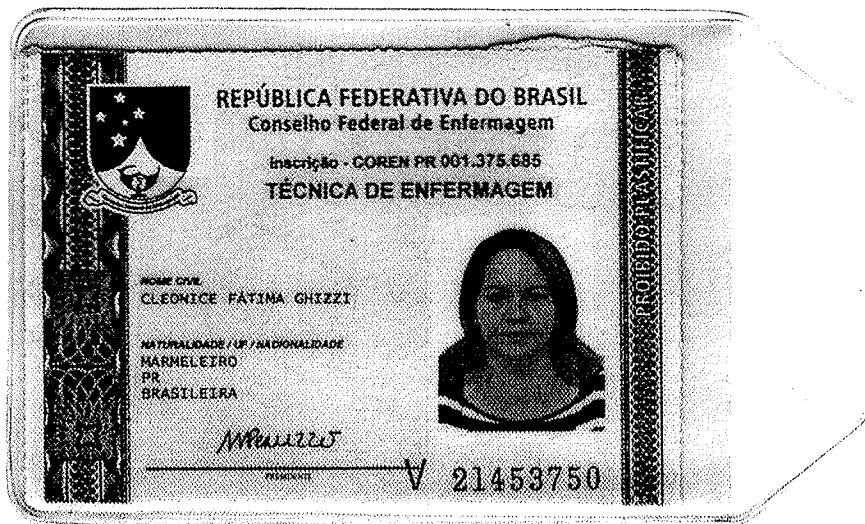 REPÚBLICA FEDERATIVA DO BRASIL
Conselho Federal de Enfermagem
Inscrição - COREN PR 001.375.685
TÉCNICA DE ENFERMAGEM
NOME CIVIL
CLEONICE FÁTIMA GHIZZI
NATURALIDADE / UF / NACIONALIDADE
MARMELEIRO
PR
BRASILEIRA
PRESIDENTE
V 21453750
PROIBIDO PLASTIFICAR